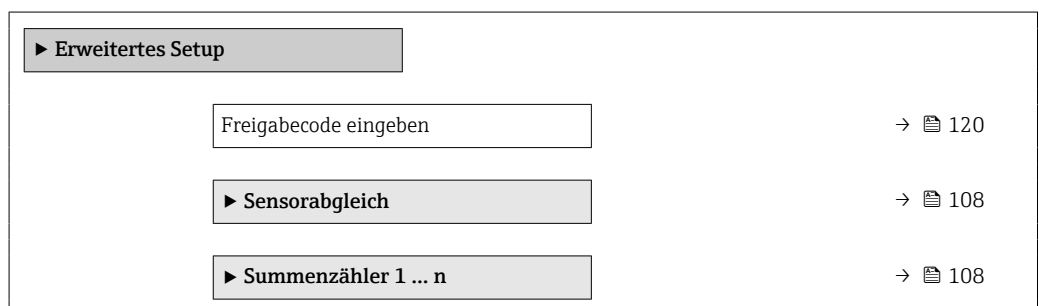 ▶ Erweitertes Setup
Freigabecode eingeben → 120
▶ Sensorabgleich → 108
▶ Summenzähler 1 ... n → 108